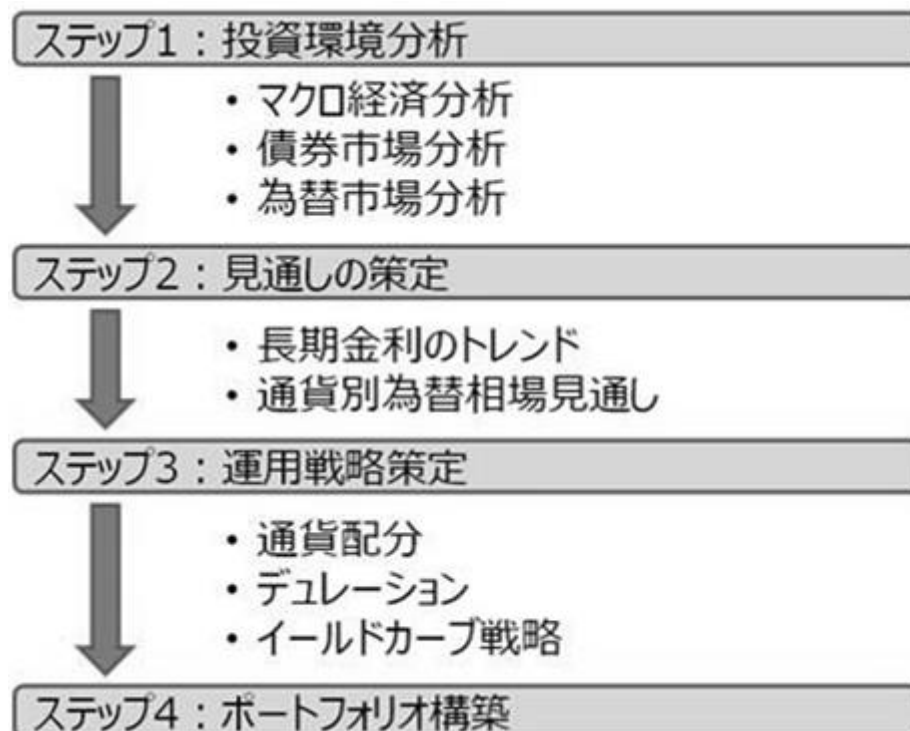 ステップ1：投資環境分析
・マクロ経済分析
・債券市場分析
・為替市場分析
ステップ2：見通しの策定
・長期金利のトレンド
・通貨別為替相場見通し
ステップ3：運用戦略策定
・通貨配分
・デュレーション
・イールドカーブ戦略
ステップ4：ポートフォリオ構築